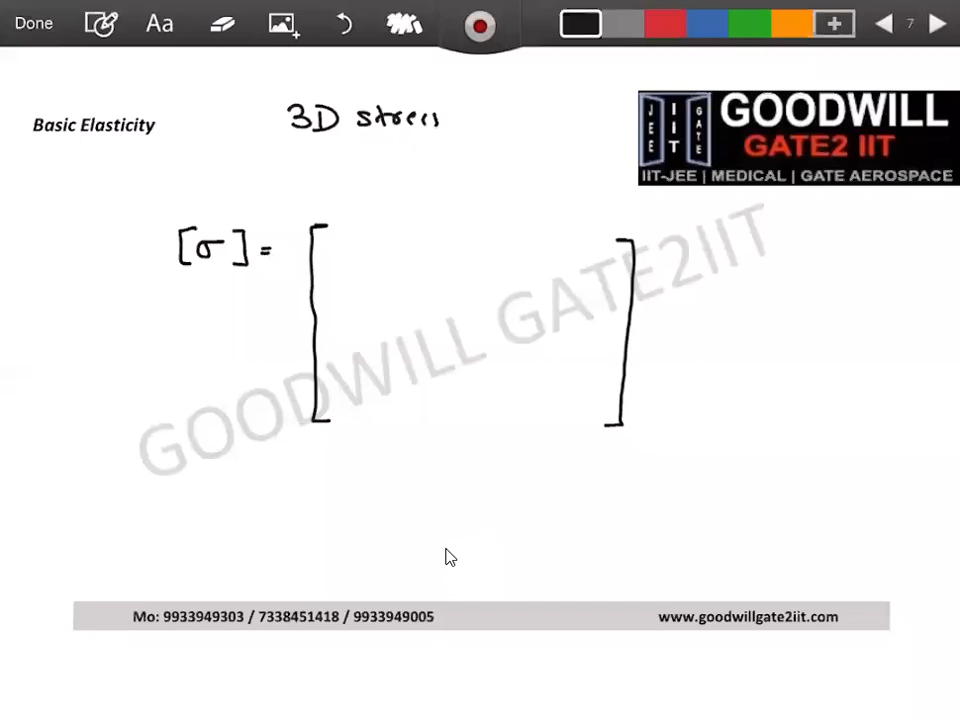 Done Aa 7
Basic Elasticity
3D stress
JEE IIT GATE
GOODWILL
GATE2 IIT
IIT-JEE | MEDICAL | GATE AEROSPACE
[σ] =
GOODWILL GATE2IIT
Mo: 9933949303 / 7338451418 / 9933949005 www.goodwillgate2iit.com